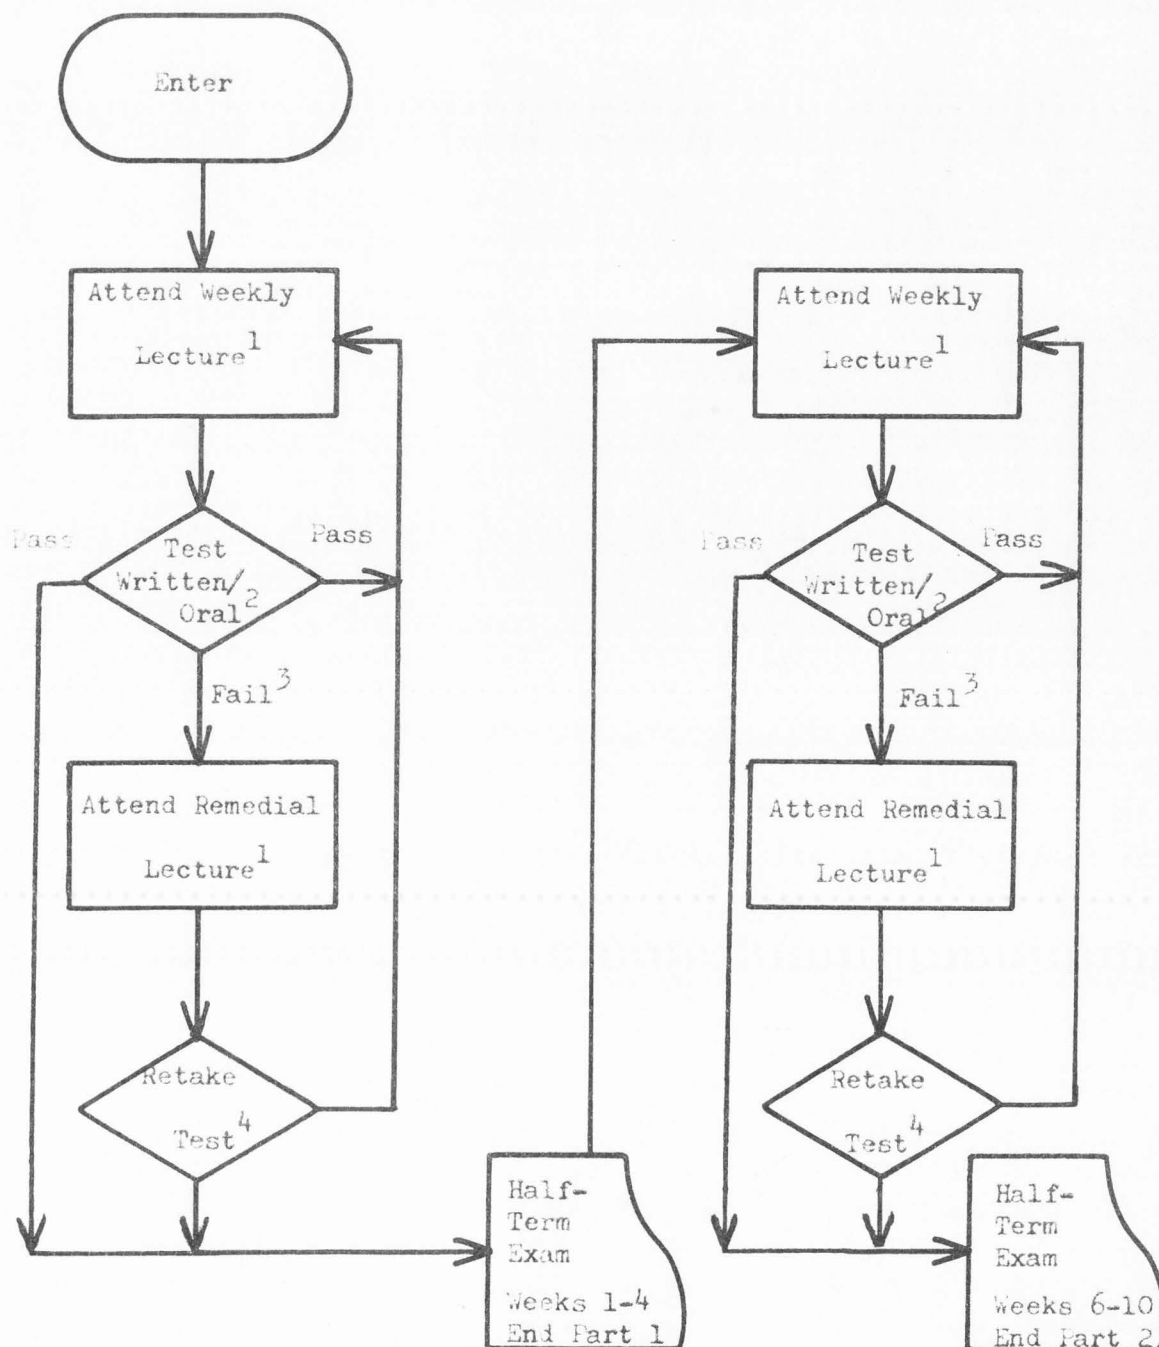 Enter
Attend Weekly
Lecture1
Pass
Pass
Test
Written/
Oral2
Fail3
Attend Remedial
Lecture1
Retake
Test4
Half-
Term
Exam
Weeks 1-4
End Part 1
Attend Weekly
Lecture1
Pass
Pass
Test
Written/
Oral2
Fail3
Attend Remedial
Lecture1
Retake
Test4
Half-
Term
Exam
Weeks 6-10
End Part 2